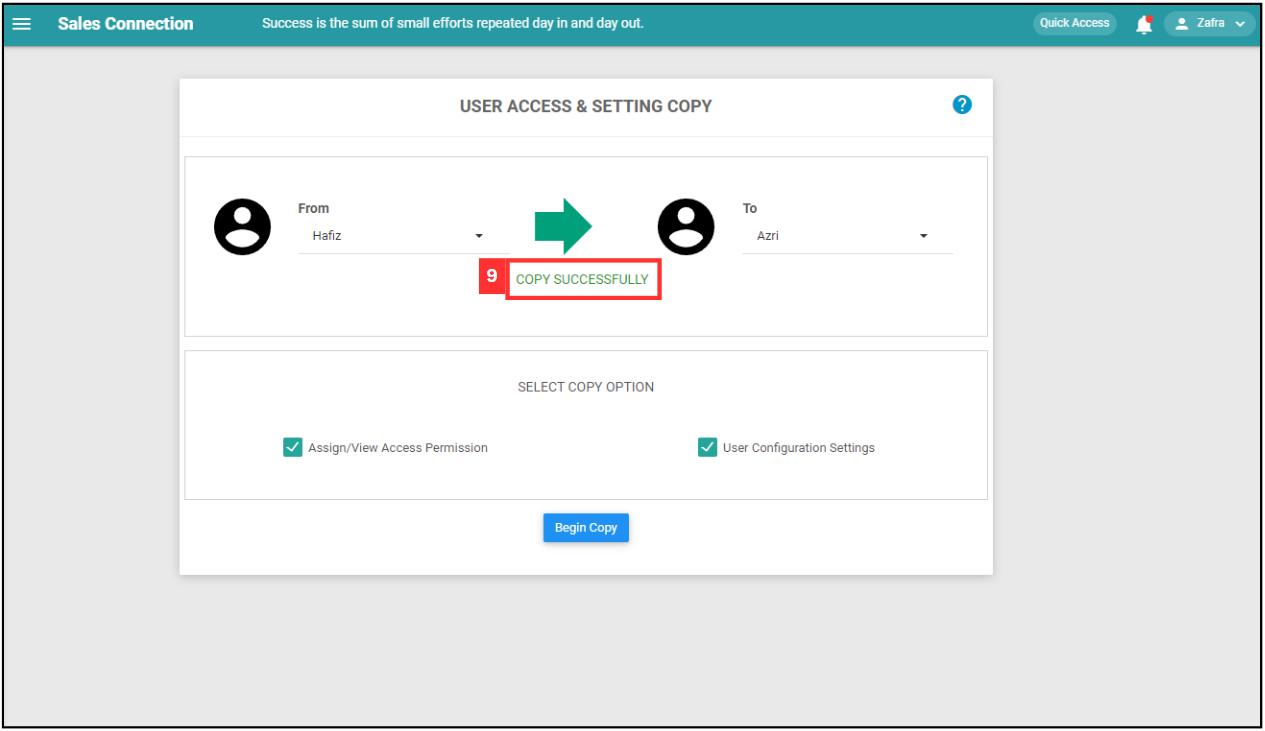 Sales Connection
Success is the sum of small efforts repeated day in and day out.
Quick Access
Zafra
USER ACCESS & SETTING COPY
?
From
Hafiz
To
Azri
9
COPY SUCCESSFULLY
SELECT COPY OPTION
Assign/View Access Permission
User Configuration Settings
Begin Copy